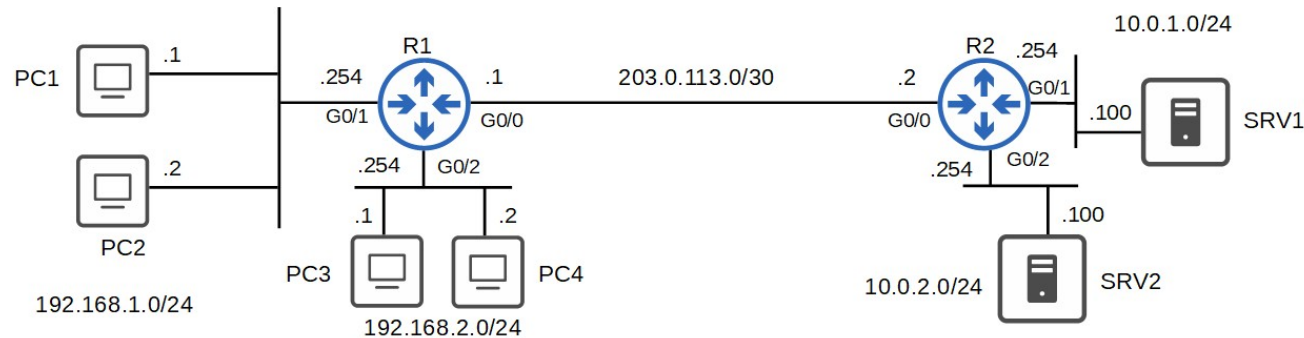 10.0.1.0/24
R1
R2
.254
PC1
.1
.254
.1
203.0.113.0/30
.2
G0/1
G0/1
G0/0
G0/0
.100
SRV1
.2
.254
G0/2
.254
G0/2
.1
.2
.100
PC2
PC3
PC4
10.0.2.0/24
SRV2
192.168.1.0/24
192.168.2.0/24